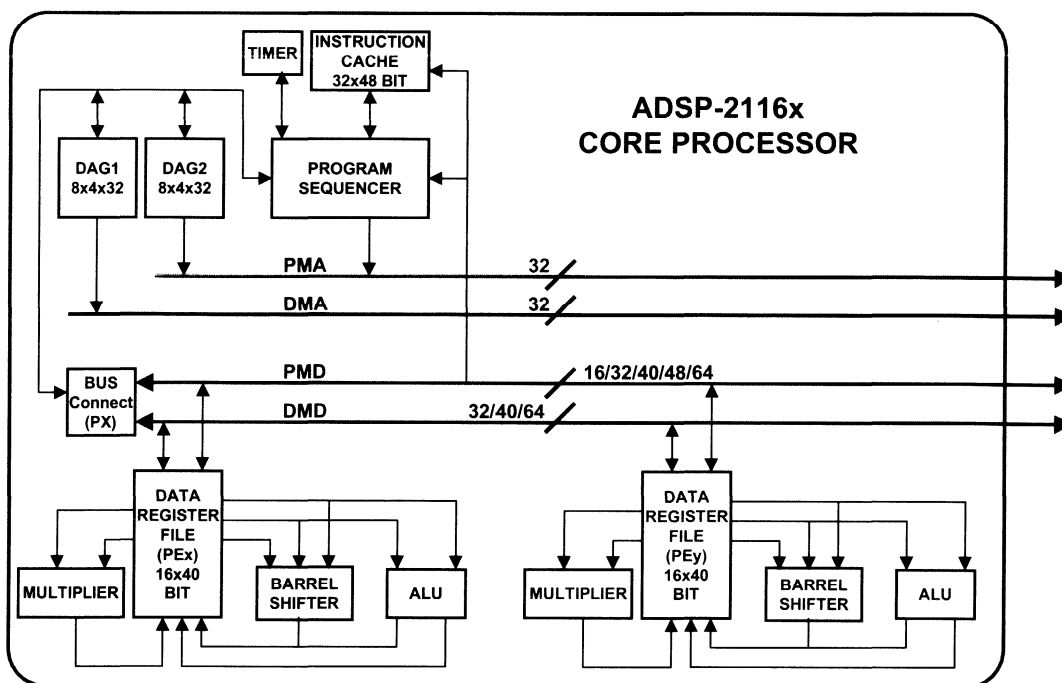 TIMER
INSTRUCTION
CACHE
32x48 BIT
ADSP-2116x
CORE PROCESSOR
DAG1
8x4x32
DAG2
8x4x32
PROGRAM
SEQUENCER
PMA
32
DMA
32
BUS
Connect
(PX)
PMD
16/32/40/48/64
DMD
32/40/64
DATA
REGISTER
FILE
(PEx)
16x40
BIT
MULTIPLIER
BARREL
SHIFTER
ALU
DATA
REGISTER
FILE
(PEy)
16x40
BIT
MULTIPLIER
BARREL
SHIFTER
ALU